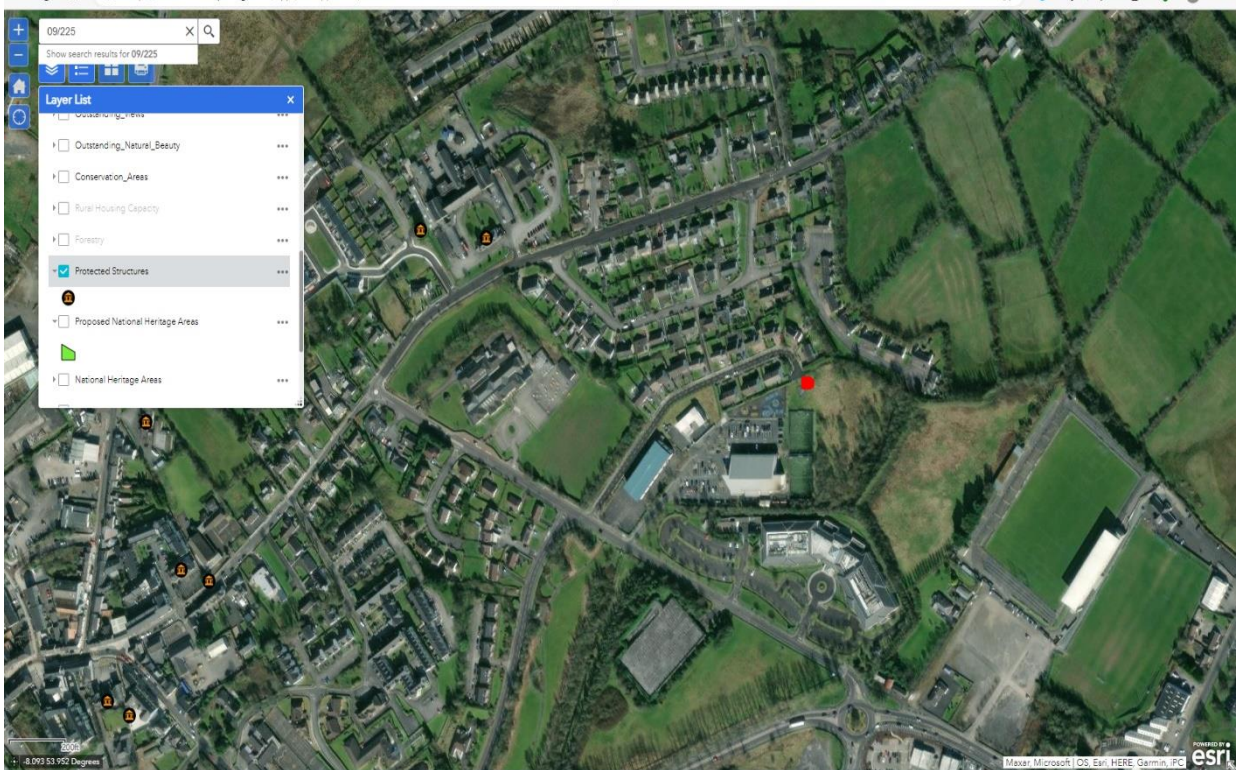 +
09/225
X
−
Show search results for 09/225
Layer List
x
Outstanding_Views
Outstanding_Natural_Beauty
Conservation_Areas
Rural Housing Capacity
Forestry
Protected Structures
Proposed National Heritage Areas
National Heritage Areas
200ft
-8.093 53.952 Degrees
Maxar, Microsoft | OS, Esri, HERE, Garmin, iPC
POWERED BY
esri